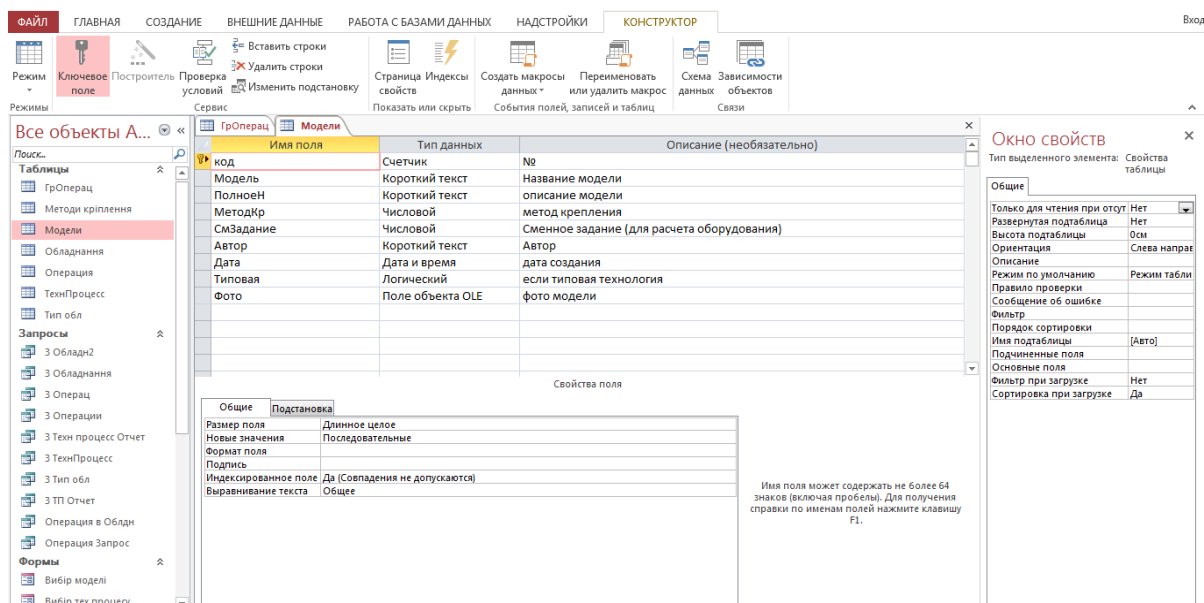 ФАЙЛ ГЛАВНАЯ СОЗДАНИЕ ВНЕШНИЕ ДАННЫЕ РАБОТА С БАЗАМИ ДАННЫХ НАДСТРОЙКИ КОНСТРУКТОР Вход
Режим
Ключевое поле
Построитель
Проверка условий
Вставить строки
Удалить строки
Изменить подстановку
Страница свойств
Индексы
Создать макросы данных
Переименовать или удалить макрос
Схема данных
Зависимости объектов
Режимы Сервис Показать или скрыть События полей, записей и таблиц Связи
Все объекты A...
Поиск...
Таблицы
ГрОперац
Методи кріплення
Модели
Обладнання
Операция
ТехнПроцесс
Тип обл
Запросы
З Обладн2
З Обладнання
З Операц
З Операции
З Техн процесс Отчет
З ТехнПроцесс
З Тип обл
З ТП Отчет
Операция в Облдн
Операция Запрос
Формы
Вибір моделі
Вибір тех процесу
ГрОперац Модели
Имя поля Тип данных Описание (необязательно)
код Счетчик №
Модель Короткий текст Название модели
ПолноеН Короткий текст описание модели
МетодКр Числовой метод крепления
СмЗадание Числовой Сменное задание (для расчета оборудования)
Автор Короткий текст Автор
Дата Дата и время дата создания
Типовая Логический если типовая технология
Фото Поле объекта OLE фото модели
Свойства поля
Общие Подстановка
Размер поля Длинное целое
Новые значения Последовательные
Формат поля
Подпись
Индексированное поле Да (Совпадения не допускаются)
Выравнивание текста Общее
Имя поля может содержать не более 64
знаков (включая пробелы). Для получения
справки по именам полей нажмите клавишу
F1.
Окно свойств
Тип выделенного элемента: Свойства
таблицы
Общие
Только для чтения при отсут Нет
Развернутая подтаблица Нет
Высота подтаблицы 0см
Ориентация Слева направ
Описание
Режим по умолчанию Режим табли
Правило проверки
Сообщение об ошибке
Фильтр
Порядок сортировки
Имя подтаблицы [Авто]
Подчиненные поля
Основные поля
Фильтр при загрузке Нет
Сортировка при загрузке Да